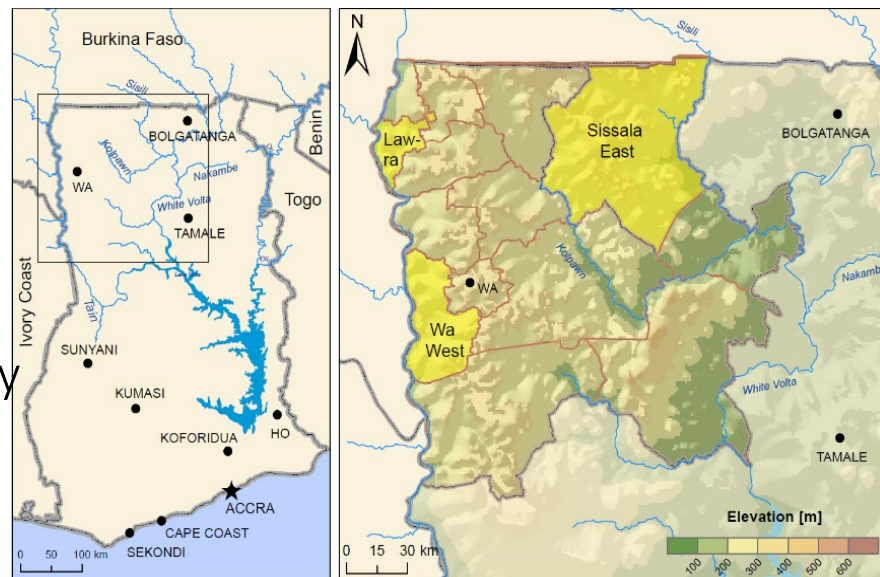 Burkina Faso
Sisili
BOLGATANGA
Benin
Kolpawn
WA
Nakambe
Togo
White Volta
TAMALE
Ivory Coast
Tain
SUNYANI
KUMASI
HO
KOFORIDUA
ACCRA
CAPE COAST
SEKONDI
0 50 100 km
y
N
Sisili
Law-
ra
Sissala
East
BOLGATANGA
Kolpawn
WA
Nakambe
Wa
West
White Volta
TAMALE
Elevation [m]
0 15 30 km
100 200 300 400 500 600